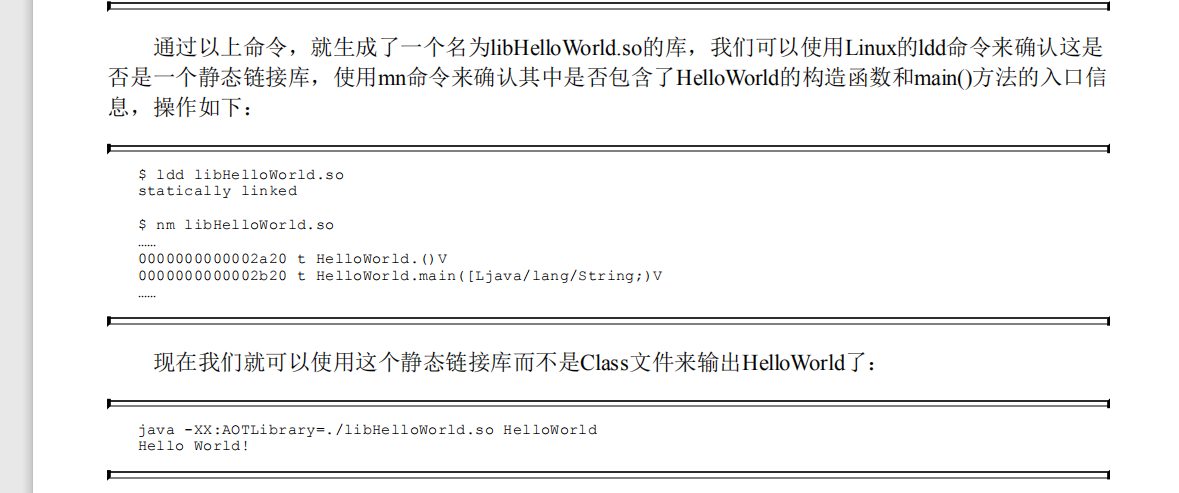 通过以上命令，就生成了一个名为libHelloWorld.so的库，我们可以使用Linux的ldd命令来确认这是
否是一个静态链接库，使用mn命令来确认其中是否包含了HelloWorld的构造函数和main()方法的入口信
息，操作如下：
$ ldd libHelloWorld.so
statically linked
$ nm libHelloWorld.so
……
0000000000002a20 t HelloWorld.()V
0000000000002b20 t HelloWorld.main([Ljava/lang/String;)V
……
现在我们就可以使用这个静态链接库而不是Class文件来输出HelloWorld了：
java -XX:AOTLibrary=./libHelloWorld.so HelloWorld
Hello World!